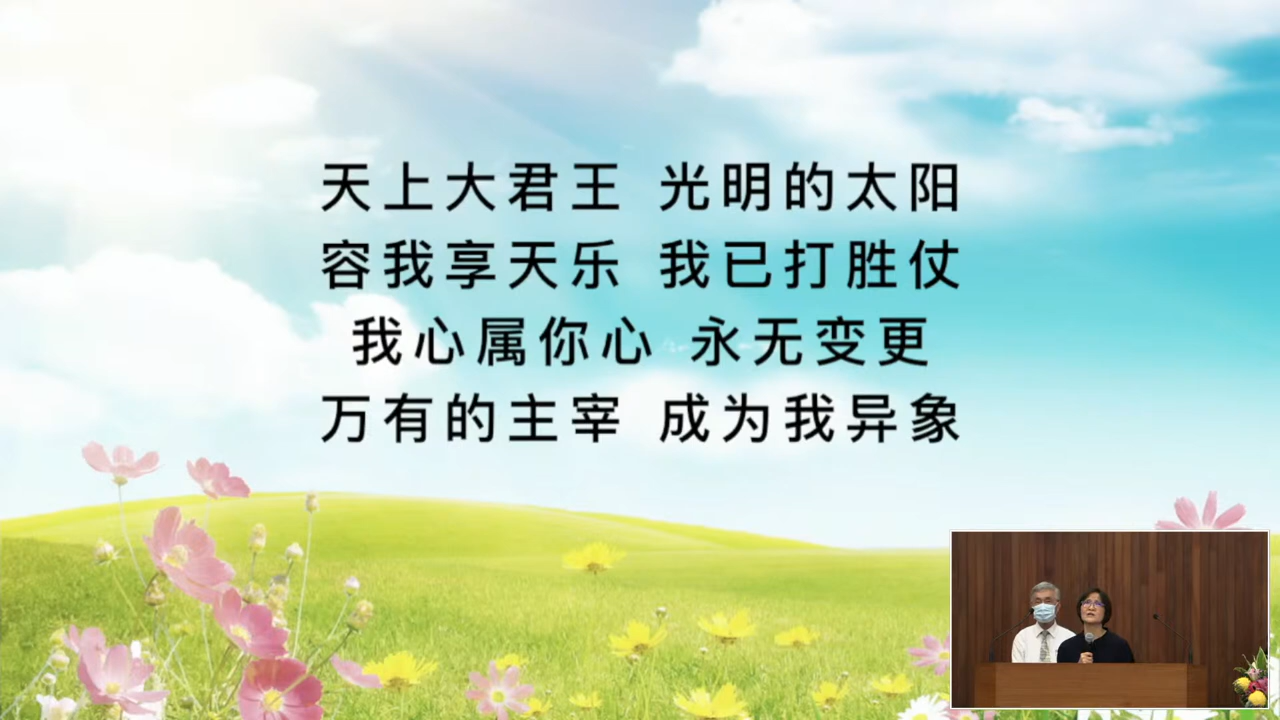 天上大君王 光明的太阳
容我享天乐 我已打胜仗
我心属你心 永无变更
万有的主宰 成为我异象